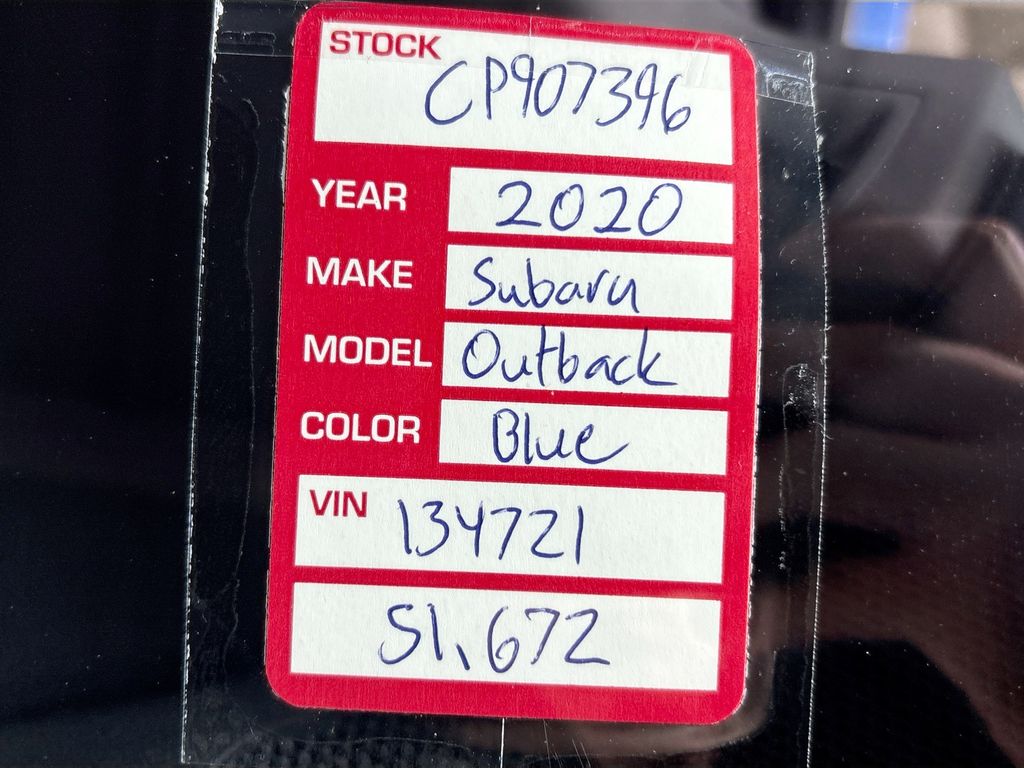 STOCK CP907396
YEAR 2020
MAKE Subaru
MODEL Outback
COLOR Blue
VIN 134721
51,672